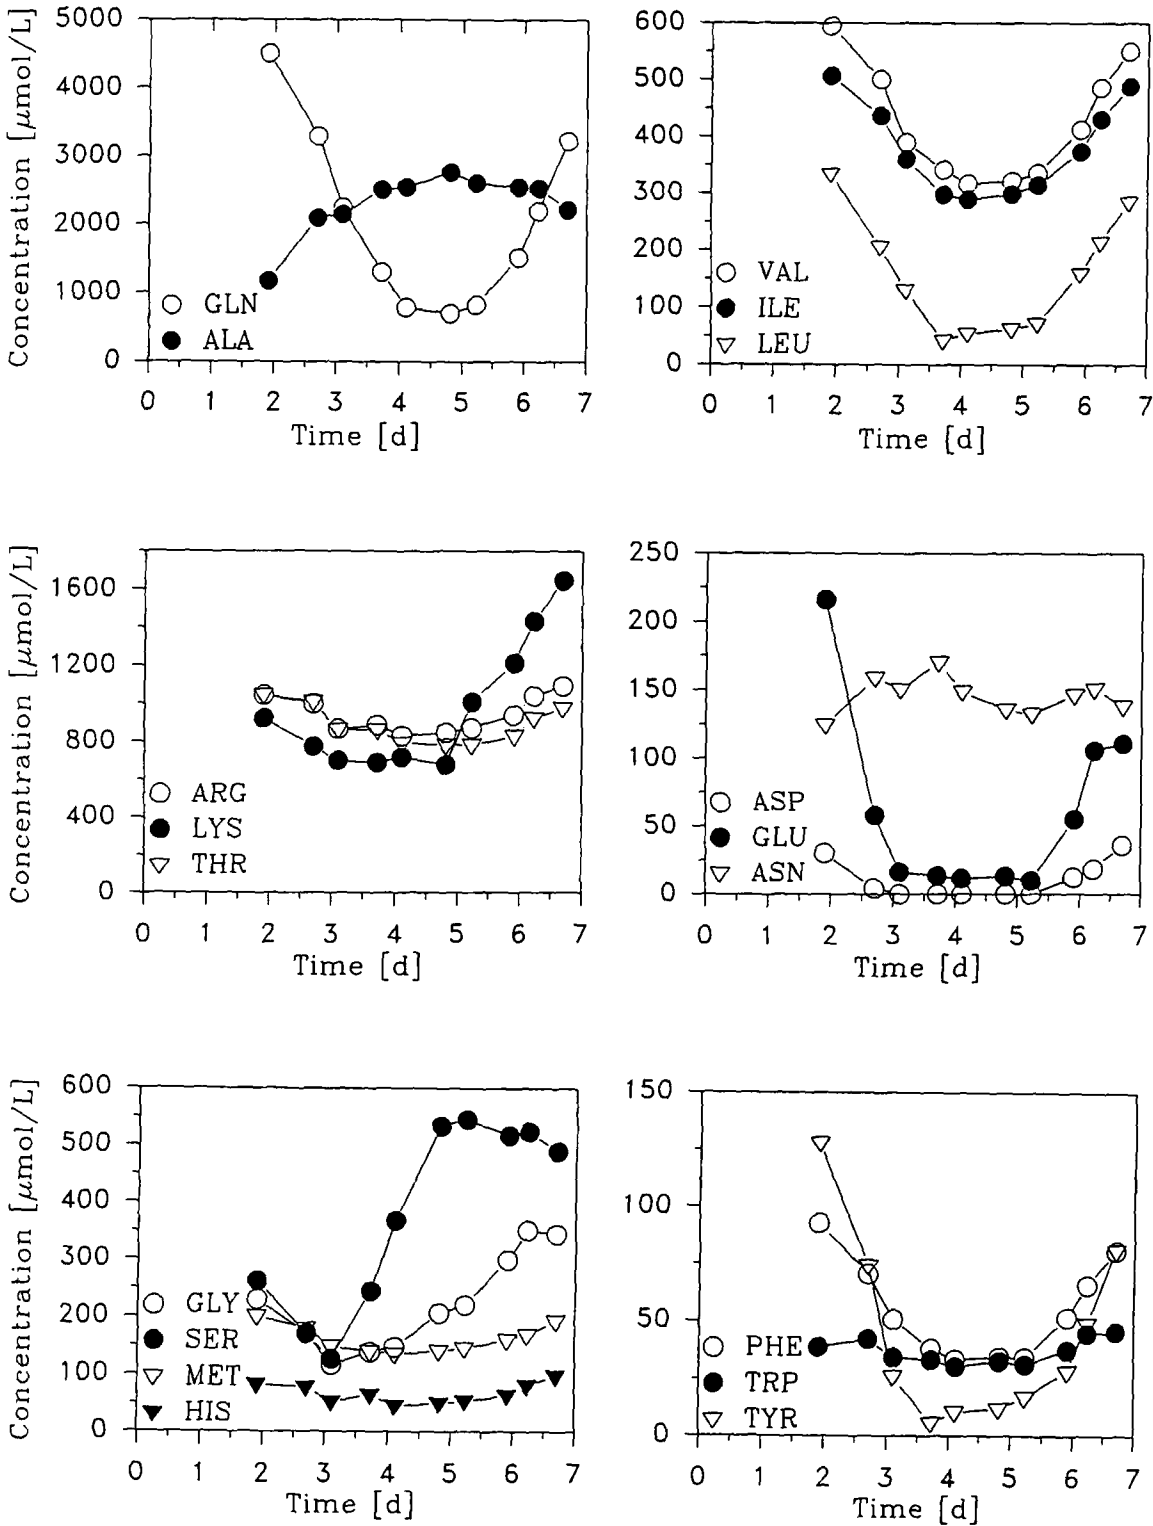 Concentration [μmol/L]
5000
4000
3000
2000
1000
0
GLN
ALA
0 1 2 3 4 5 6 7
Time [d]
600
500
400
300
200
100
0
VAL
ILE
LEU
0 1 2 3 4 5 6 7
Time [d]
Concentration [μmol/L]
1600
1200
800
400
0
ARG
LYS
THR
0 1 2 3 4 5 6 7
Time [d]
250
200
150
100
50
0
ASP
GLU
ASN
0 1 2 3 4 5 6 7
Time [d]
Concentration [μmol/L]
600
500
400
300
200
100
0
GLY
SER
MET
HIS
0 1 2 3 4 5 6 7
Time [d]
150
100
50
0
PHE
TRP
TYR
0 1 2 3 4 5 6 7
Time [d]